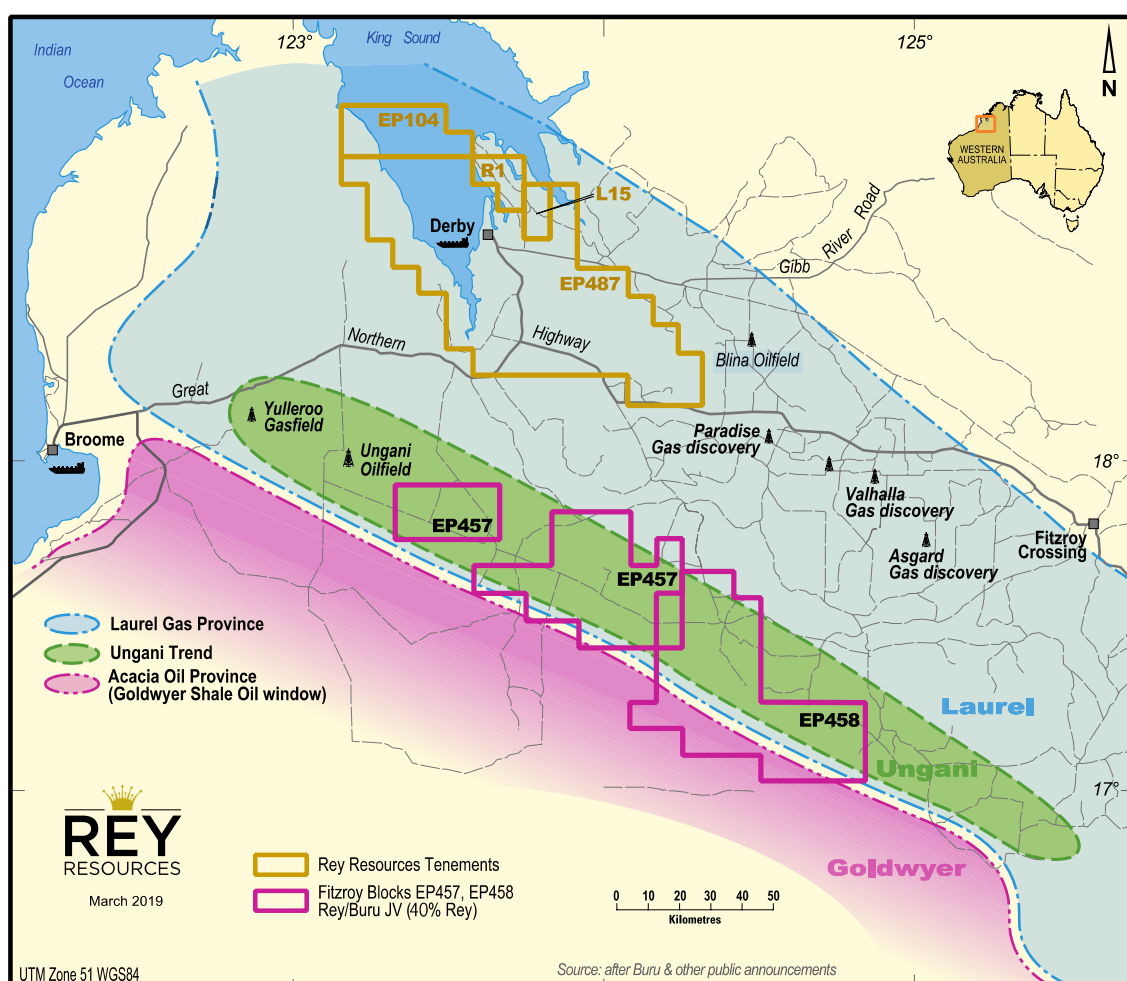 Indian
Ocean
123°
King Sound
125°
N
WESTERN
AUSTRALIA
EP104
R1
L15
Derby
EP487
Gibb River Road
Great Northern Highway
Blina Oilfield
Yulleroo
Gasfield
Broome
Ungani
Oilfield
Paradise
Gas discovery
18°
Valhalla
Gas discovery
Fitzroy
Crossing
Asgard
Gas discovery
EP457
EP457
EP458
Laurel Gas Province
Ungani Trend
Acacia Oil Province
(Goldwyer Shale Oil window)
Laurel
Ungani
17°
Goldwyer
REY
RESOURCES
March 2019
Rey Resources Tenements
Fitzroy Blocks EP457, EP458
Rey/Buru JV (40% Rey)
0 10 20 30 40 50
Kilometres
UTM Zone 51 WGS84
Source: after Buru & other public announcements